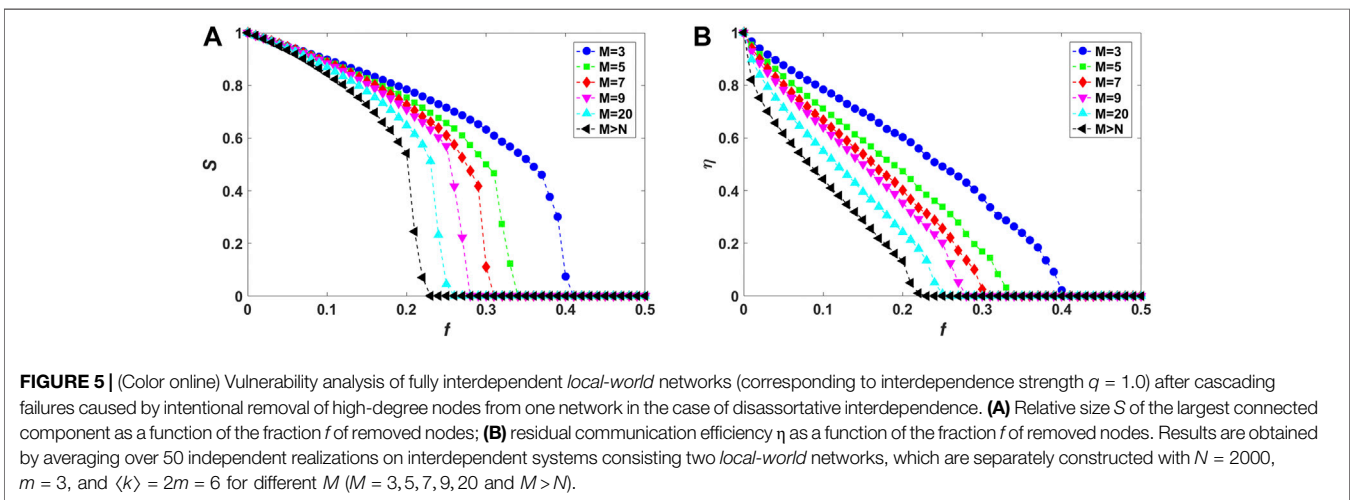 A
1
0.8
0.6
0.4
0.2
0
S
0
0.1
0.2
0.3
0.4
0.5
f
M=3
M=5
M=7
M=9
M=20
M>N
B
1
0.8
0.6
0.4
0.2
0
η
0
0.1
0.2
0.3
0.4
0.5
f
M=3
M=5
M=7
M=9
M=20
M>N
FIGURE 5 | (Color online) Vulnerability analysis of fully interdependent local-world networks (corresponding to interdependence strength q = 1.0) after cascading
failures caused by intentional removal of high-degree nodes from one network in the case of disassortative interdependence. (A) Relative size S of the largest connected
component as a function of the fraction f of removed nodes; (B) residual communication efficiency η as a function of the fraction f of removed nodes. Results are obtained
by averaging over 50 independent realizations on interdependent systems consisting two local-world networks, which are separately constructed with N = 2000,
m = 3, and ⟨k⟩ = 2m = 6 for different M (M = 3, 5, 7, 9, 20 and M > N).